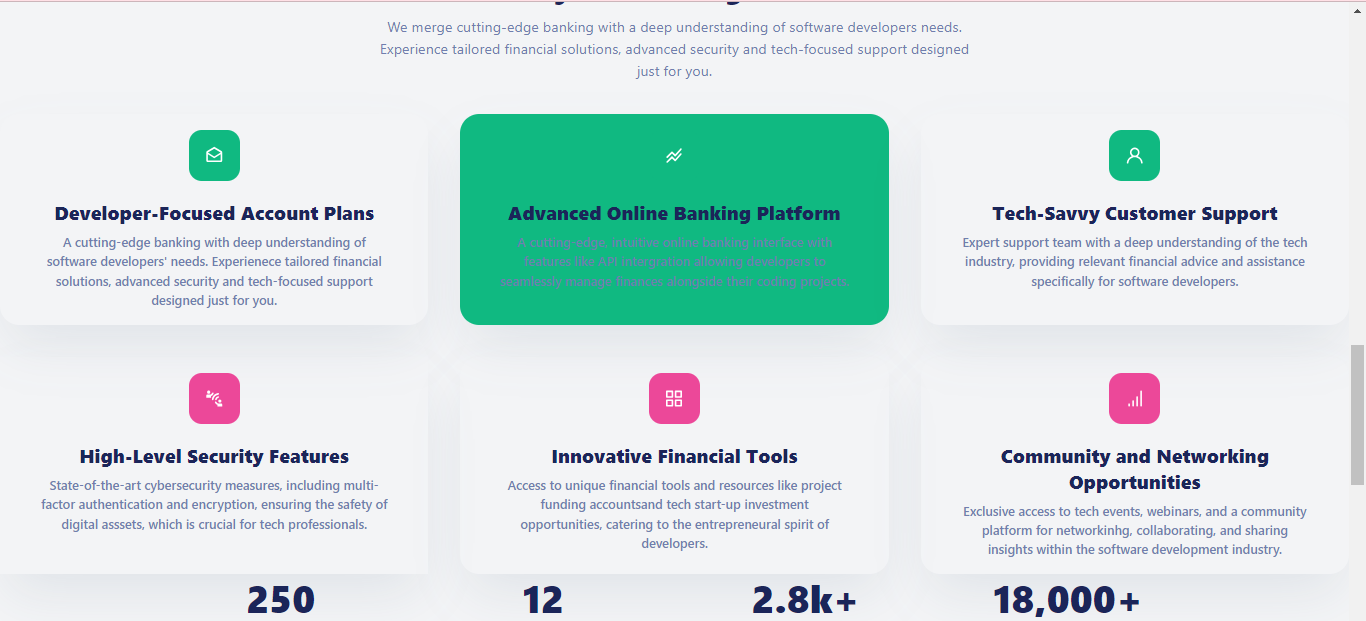 We merge cutting-edge banking with a deep understanding of software developers needs.
Experience tailored financial solutions, advanced security and tech-focused support designed
just for you.
Developer-Focused Account Plans
A cutting-edge banking with deep understanding of
software developers' needs. Experienece tailored financial
solutions, advanced security and tech-focused support
designed just for you.
Advanced Online Banking Platform
A cutting-edge, intuitive online banking interface with
features like API integration allowing developers to
seamlessly manage finances alongside their coding projects.
Tech-Savvy Customer Support
Expert support team with a deep understanding of the tech
industry, providing relevant financial advice and assistance
specifically for software developers.
High-Level Security Features
State-of-the-art cybersecurity measures, including multi-
factor authentication and encryption, ensuring the safety of
digital asssets, which is crucial for tech professionals.
Innovative Financial Tools
Access to unique financial tools and resources like project
funding accountsand tech start-up investment
opportunities, catering to the entrepreneural spirit of
developers.
Community and Networking
Opportunities
Exclusive access to tech events, webinars, and a community
platform for networkinhg, collaborating, and sharing
insights within the software development industry.
250
12
2.8k+
18,000+